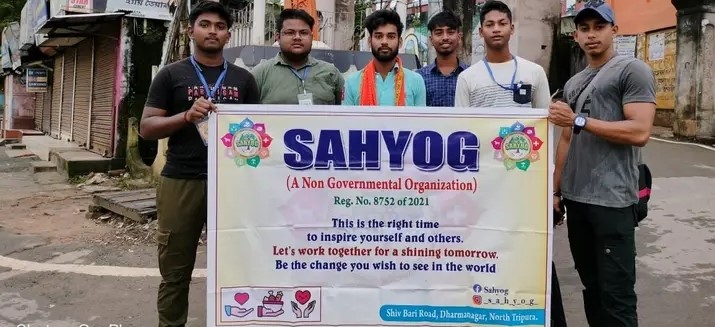 SAHYOG
(A Non Governmental Organization)
Reg. No. 8752 of 2021
This is the right time
to inspire yourself and others.
Let's work together for a shining tomorrow.
Be the change you wish to see in the world
Sahyog
_s_a_h_y_o_g_
Shiv Bari Road, Dharmanagar, North Tripura.